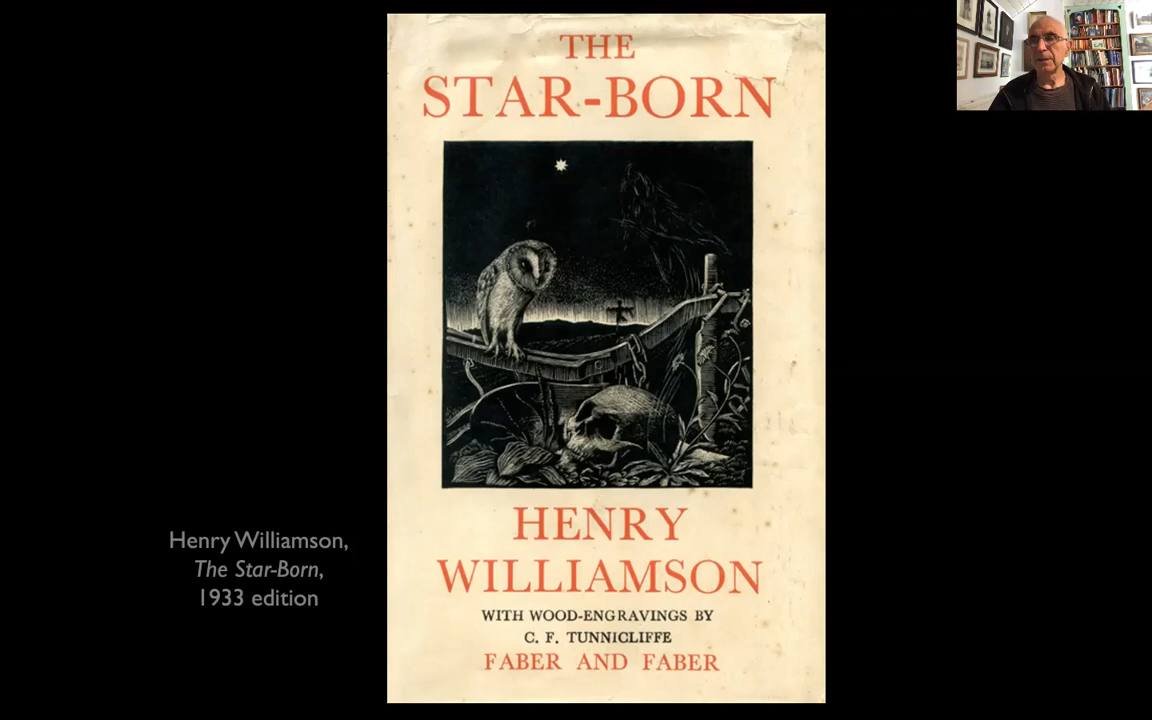 THE
STAR-BORN
HENRY
WILLIAMSON
WITH WOOD-ENGRAVINGS BY
C. F. TUNNICLIFFE
FABER AND FABER
Henry Williamson,
The Star-Born,
1933 edition